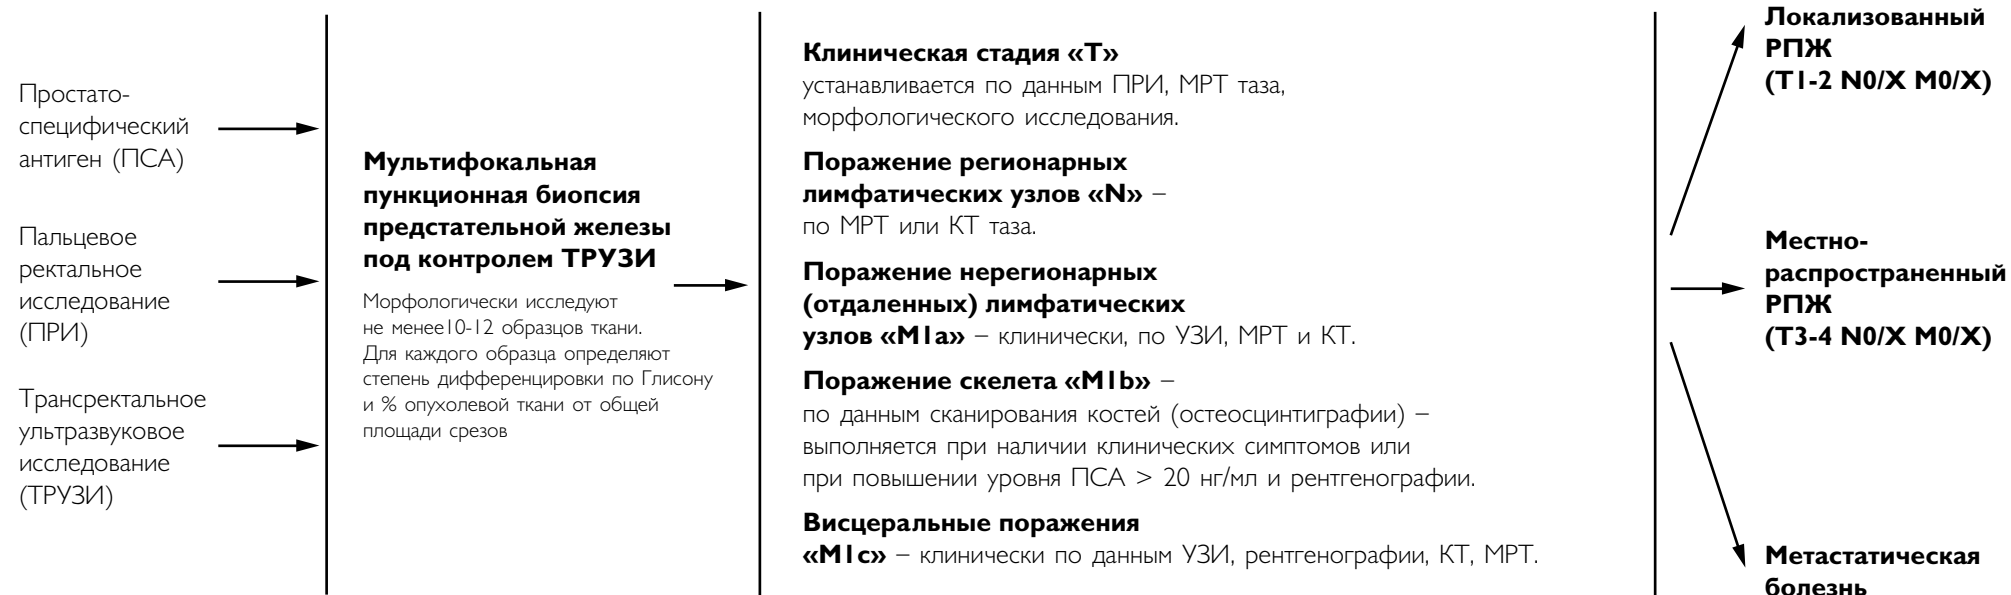 Простато-
специфический
антиген (ПСА)
Пальцевое
ректальное
исследование
(ПРИ)
Трансректальное
ультразвуковое
исследование
(ТРУЗИ)
Мультифокальная
пункционная биопсия
предстательной железы
под контролем ТРУЗИ
Морфологически исследуют
не менее10-12 образцов ткани.
Для каждого образца определяют
степень дифференцировки по Глисону
и % опухолевой ткани от общей
площади срезов
Клиническая стадия «Т»
устанавливается по данным ПРИ, МРТ таза,
морфологического исследования.
Поражение регионарных
лимфатических узлов «N» –
по МРТ или КТ таза.
Поражение нерегионарных
(отдаленных) лимфатических
узлов «М1а» – клинически, по УЗИ, МРТ и КТ.
Поражение скелета «М1b» –
по данным сканирования костей (остеосцинтиграфии) –
выполняется при наличии клинических симптомов или
при повышении уровня ПСА > 20 нг/мл и рентгенографии.
Висцеральные поражения
«М1с» – клинически по данным УЗИ, рентгенографии, КТ, МРТ.
Локализованный
РПЖ
(Т1-2 N0/X M0/X)
Местно-
распространенный
РПЖ
(Т3-4 N0/X M0/X)
Метастатическая
болезнь